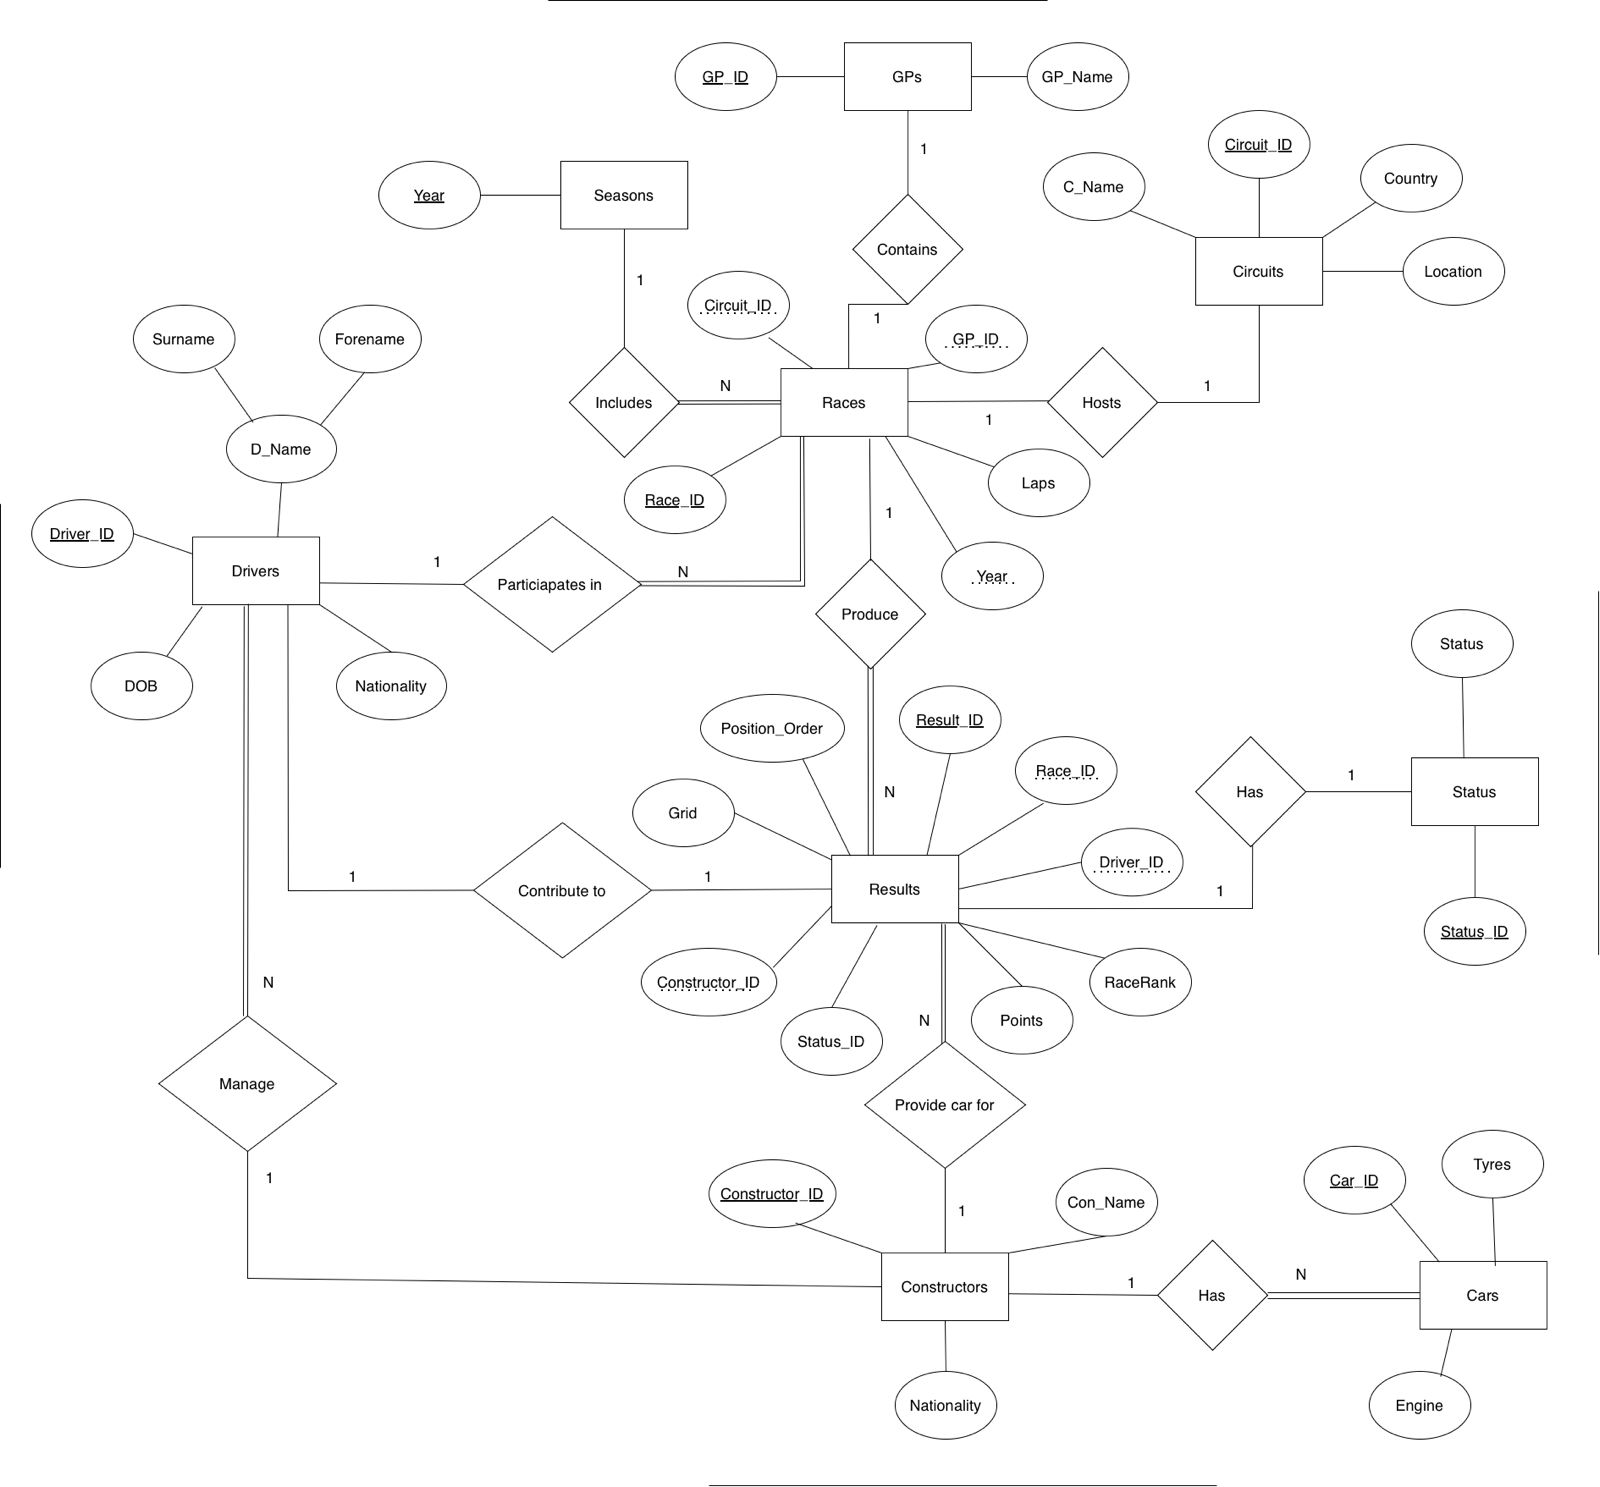 GP_ID
GPs
GP_Name
1
Circuit_ID
Country
C_Name
Year
Seasons
Contains
Circuits
Location
1
Circuit_ID
1
GP_ID
Surname
Forename
N
1
Includes
Races
1
Hosts
D_Name
Race_ID
Laps
1
Driver_ID
Drivers
1
Particiapates in
N
Year
Produce
Status
DOB
Nationality
Position_Order
Result_ID
Race_ID
1
N
Has
Status
Grid
Driver_ID
1
1
Contribute to
Results
1
Status_ID
N
Constructor_ID
RaceRank
N
Points
Status_ID
Manage
Provide car for
1
Tyres
Car_ID
Constructor_ID
Con_Name
1
N
1
Constructors
Has
Cars
Nationality
Engine